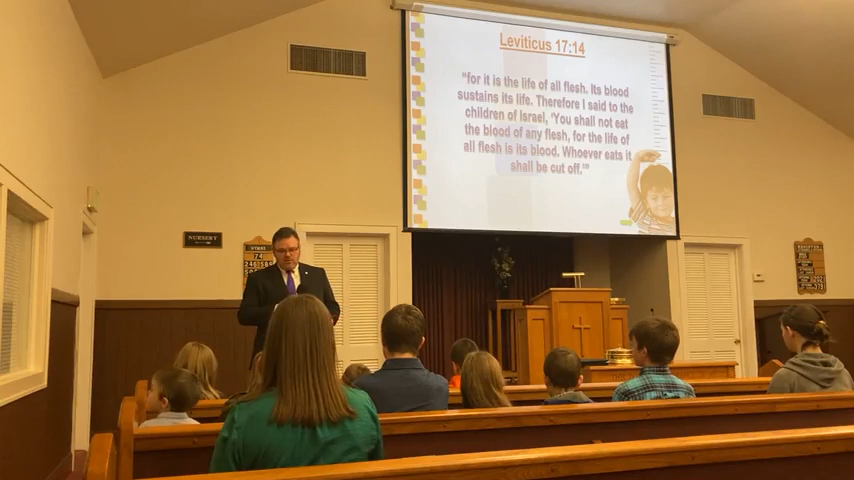 Leviticus 17:14
"for it is the life of all flesh. Its blood
sustains its life. Therefore I said to the
children of Israel, 'You shall not eat
the blood of any flesh, for the life of
all flesh is its blood. Whoever eats it
shall be cut off.'"
NURSERY
HYMNS
74